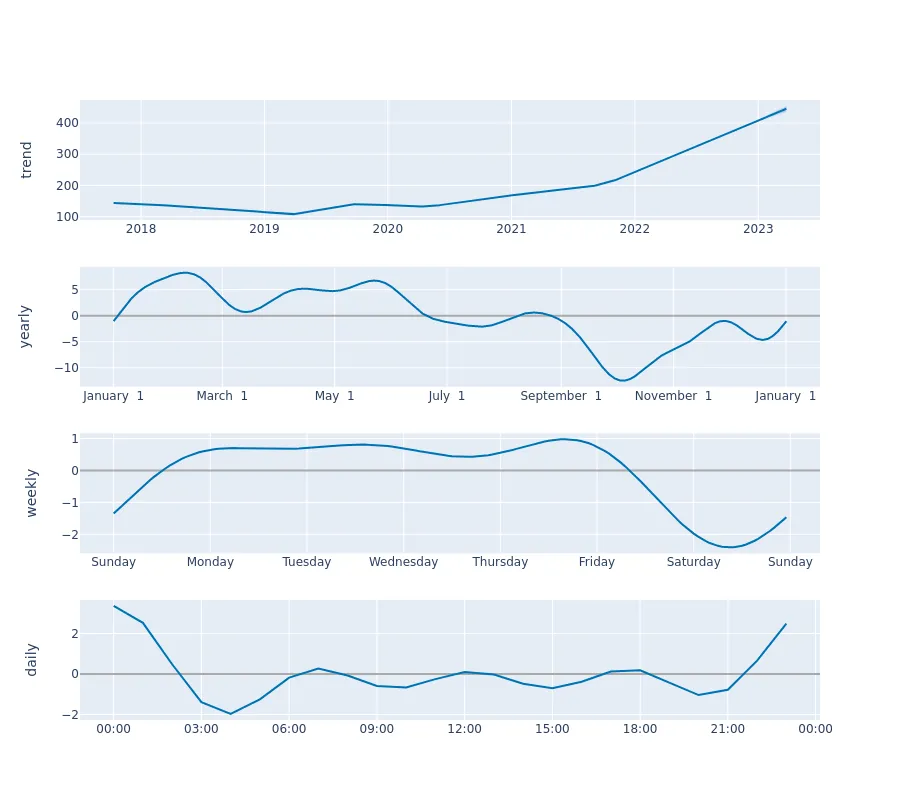 trend
400
300
200
100
2018 2019 2020 2021 2022 2023
yearly
5
0
−5
−10
January 1 March 1 May 1 July 1 September 1 November 1 January 1
weekly
1
0
−1
−2
Sunday Monday Tuesday Wednesday Thursday Friday Saturday Sunday
daily
2
0
−2
00:00 03:00 06:00 09:00 12:00 15:00 18:00 21:00 00:00